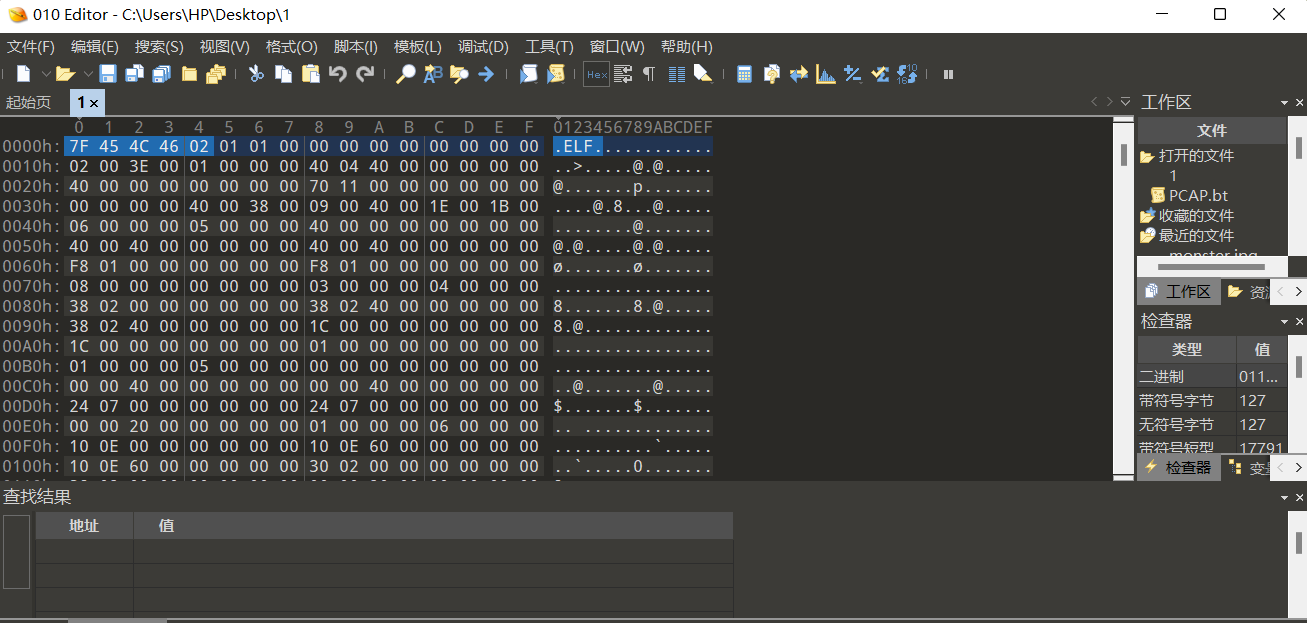 010 Editor - C:\Users\HP\Desktop\1
文件(F) 编辑(E) 搜索(S) 视图(V) 格式(O) 脚本(I) 模板(L) 调试(D) 工具(T) 窗口(W) 帮助(H)
Hex
起始页 1 × 工作区
0 1 2 3 4 5 6 7 8 9 A B C D E F 0123456789ABCDEF
0000h: 7F 45 4C 46 02 01 01 00 00 00 00 00 00 00 00 00 .ELF............
0010h: 02 00 3E 00 01 00 00 00 40 04 40 00 00 00 00 00 ..>.....@.@.....
0020h: 40 00 00 00 00 00 00 00 70 11 00 00 00 00 00 00 @.......p.......
0030h: 00 00 00 00 40 00 38 00 09 00 40 00 1E 00 1B 00 ....@.8...@.....
0040h: 06 00 00 00 05 00 00 00 40 00 00 00 00 00 00 00 ........@.......
0050h: 40 00 40 00 00 00 00 00 40 00 40 00 00 00 00 00 @.@.....@.@.....
0060h: F8 01 00 00 00 00 00 00 F8 01 00 00 00 00 00 00 ø.......ø.......
0070h: 08 00 00 00 00 00 00 00 03 00 00 00 04 00 00 00 ................
0080h: 38 02 00 00 00 00 00 00 38 02 40 00 00 00 00 00 8.......8.@.....
0090h: 38 02 40 00 00 00 00 00 1C 00 00 00 00 00 00 00 8.@.............
00A0h: 1C 00 00 00 00 00 00 00 01 00 00 00 00 00 00 00 ................
00B0h: 01 00 00 00 05 00 00 00 00 00 00 00 00 00 00 00 ................
00C0h: 00 00 40 00 00 00 00 00 00 00 40 00 00 00 00 00 ..@.......@.....
00D0h: 24 07 00 00 00 00 00 00 24 07 00 00 00 00 00 00 $.......$.......
00E0h: 00 00 20 00 00 00 00 00 01 00 00 00 06 00 00 00 .. .............
00F0h: 10 0E 00 00 00 00 00 00 10 0E 60 00 00 00 00 00 ..........`.....
0100h: 10 0E 60 00 00 00 00 00 30 02 00 00 00 00 00 00 ..`.....0.......
文件
打开的文件
1
PCAP.bt
收藏的文件
最近的文件
monster.jpg
工作区
检查器
类型 值
二进制 011...
带符号字节 127
无符号字节 127
带符号短型 17791
检查器
查找结果
地址 值